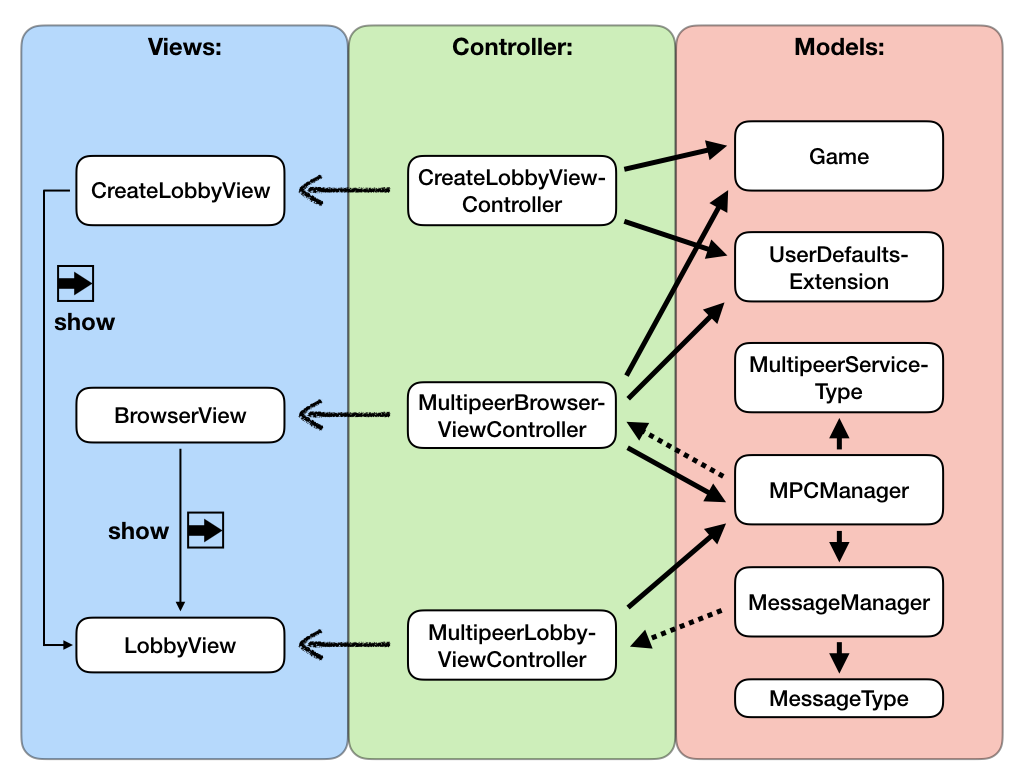 Views:
CreateLobbyView
show
BrowserView
show
LobbyView
Controller:
CreateLobbyView-
Controller
MultipeerBrowser-
ViewController
MultipeerLobby-
ViewController
Models:
Game
UserDefaults-
Extension
MultipeerService-
Type
MPCManager
MessageManager
MessageType